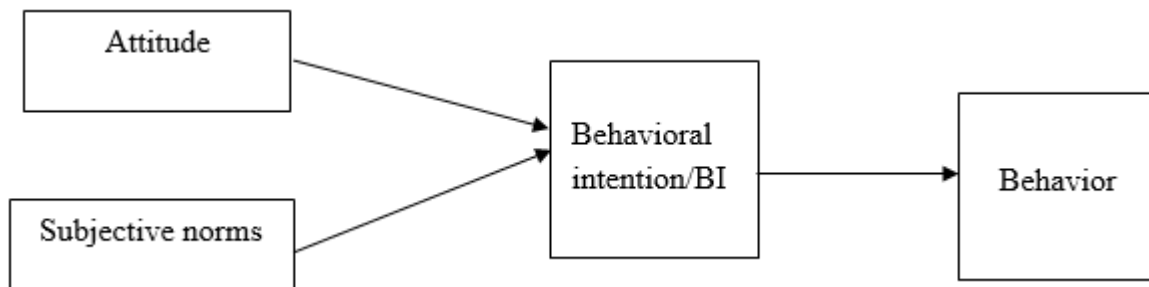 Attitude
Subjective norms
Behavioral
intention/BI
Behavior